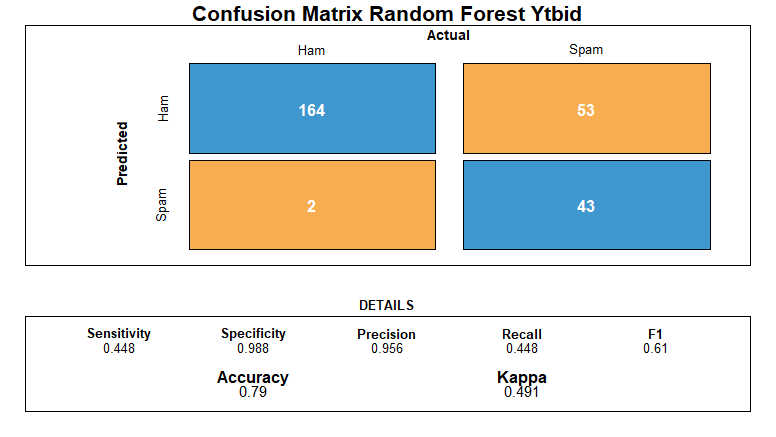 Confusion Matrix Random Forest Ytbid
Actual
Ham Spam
Predicted
Ham 164 53
Spam 2 43
DETAILS
Sensitivity Specificity Precision Recall F1
0.448 0.988 0.956 0.448 0.61
Accuracy Kappa
0.79 0.491